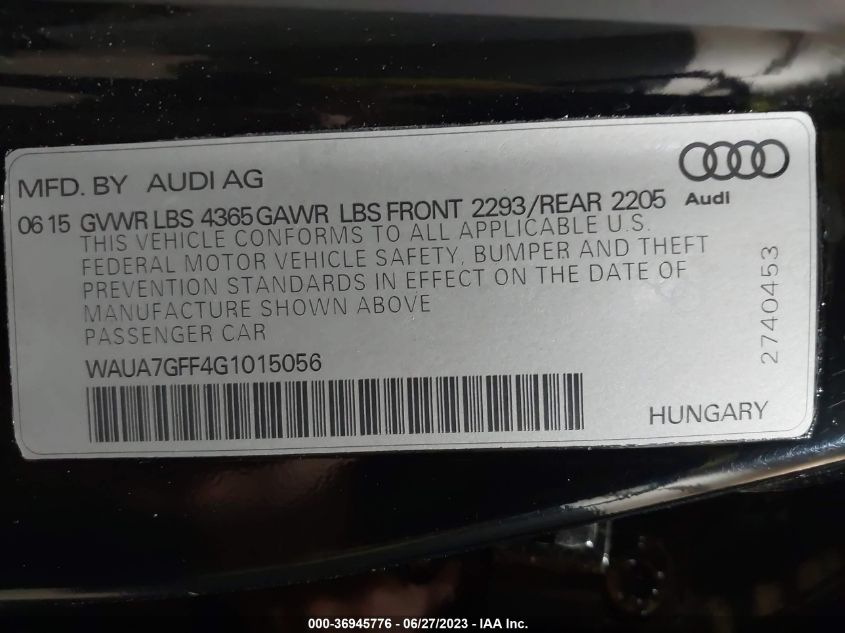 MFD. BY AUDI AG
Audi
06 15 GVWR LBS 4365 GAWR LBS FRONT 2293/REAR 2205
THIS VEHICLE CONFORMS TO ALL APPLICABLE U.S.
FEDERAL MOTOR VEHICLE SAFETY, BUMPER AND THEFT
PREVENTION STANDARDS IN EFFECT ON THE DATE OF
MANUFACTURE SHOWN ABOVE
PASSENGER CAR
WAUA7GFF4G1015056
2740453
HUNGARY
000-36945776 - 06/27/2023 - IAA Inc.